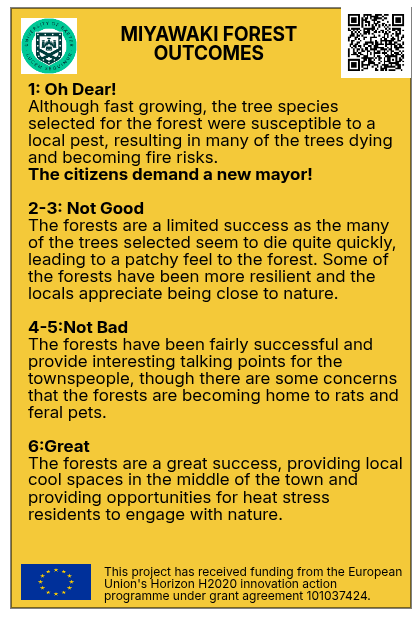 MIYAWAKI FOREST
OUTCOMES
1: Oh Dear!
Although fast growing, the tree species
selected for the forest were susceptible to a
local pest, resulting in many of the trees dying
and becoming fire risks.
The citizens demand a new mayor!
2-3: Not Good
The forests are a limited success as the many
of the trees selected seem to die quite quickly,
leading to a patchy feel to the forest. Some of
the forests have been more resilient and the
locals appreciate being close to nature.
4-5:Not Bad
The forests have been fairly successful and
provide interesting talking points for the
townspeople, though there are some concerns
that the forests are becoming home to rats and
feral pets.
6:Great
The forests are a great success, providing local
cool spaces in the middle of the town and
providing opportunities for heat stress
residents to engage with nature.
This project has received funding from the European
Union's Horizon H2020 innovation action
programme under grant agreement 101037424.